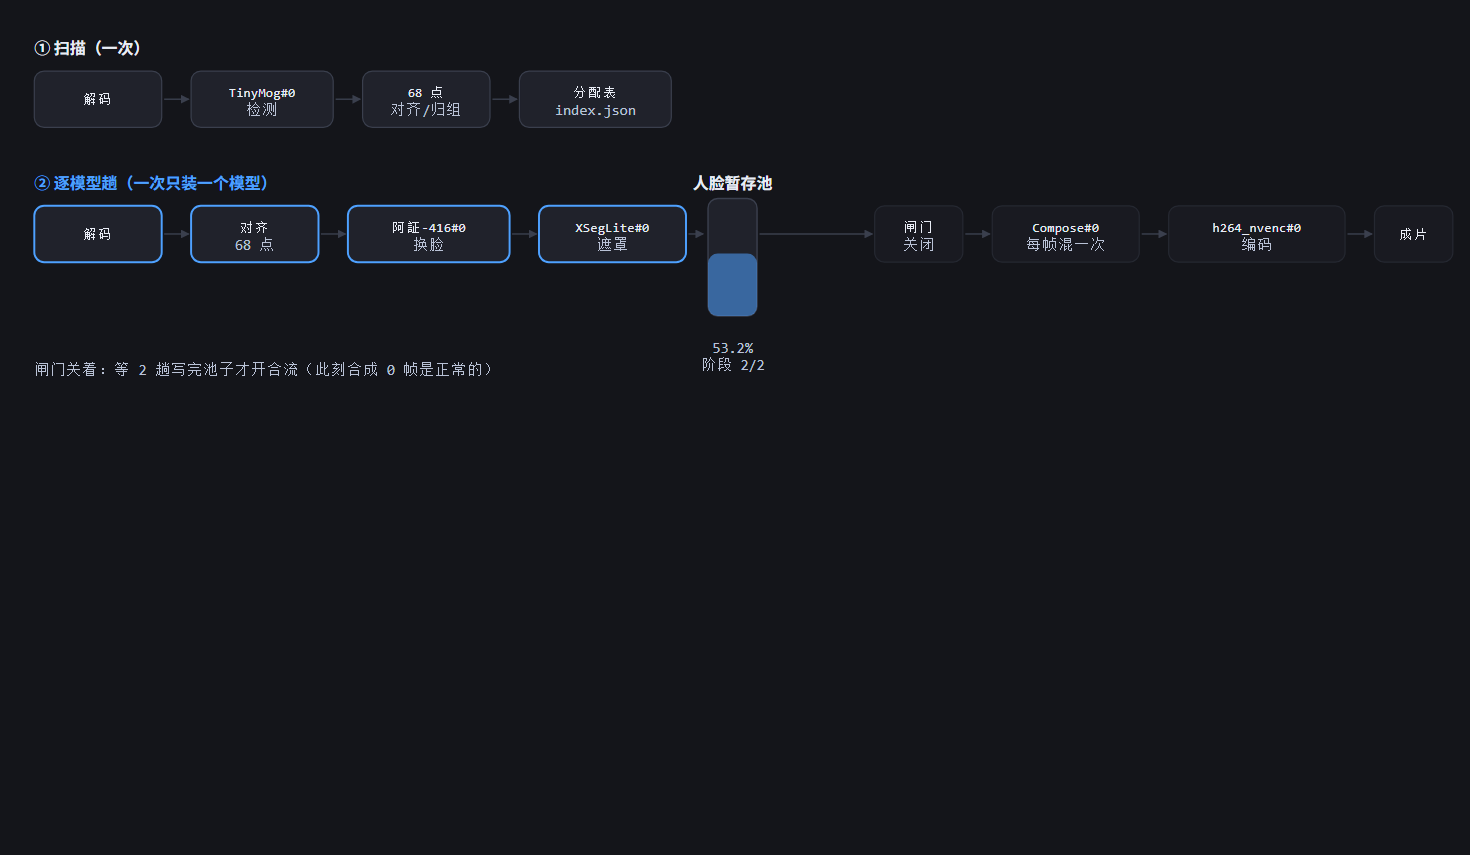 ① 扫描（一次）
解码
TinyMog#0
检测
68 点
对齐/归组
分配表
index.json
② 逐模型趟（一次只装一个模型）
人脸暂存池
解码
对齐
68 点
阿証-416#0
换脸
XSegLite#0
遮罩
闸门
关闭
Compose#0
每帧混一次
h264_nvenc#0
编码
成片
53.2%
阶段 2/2
闸门关着: 等 2 趟写完池子才开合流（此刻合成 0 帧是正常的）